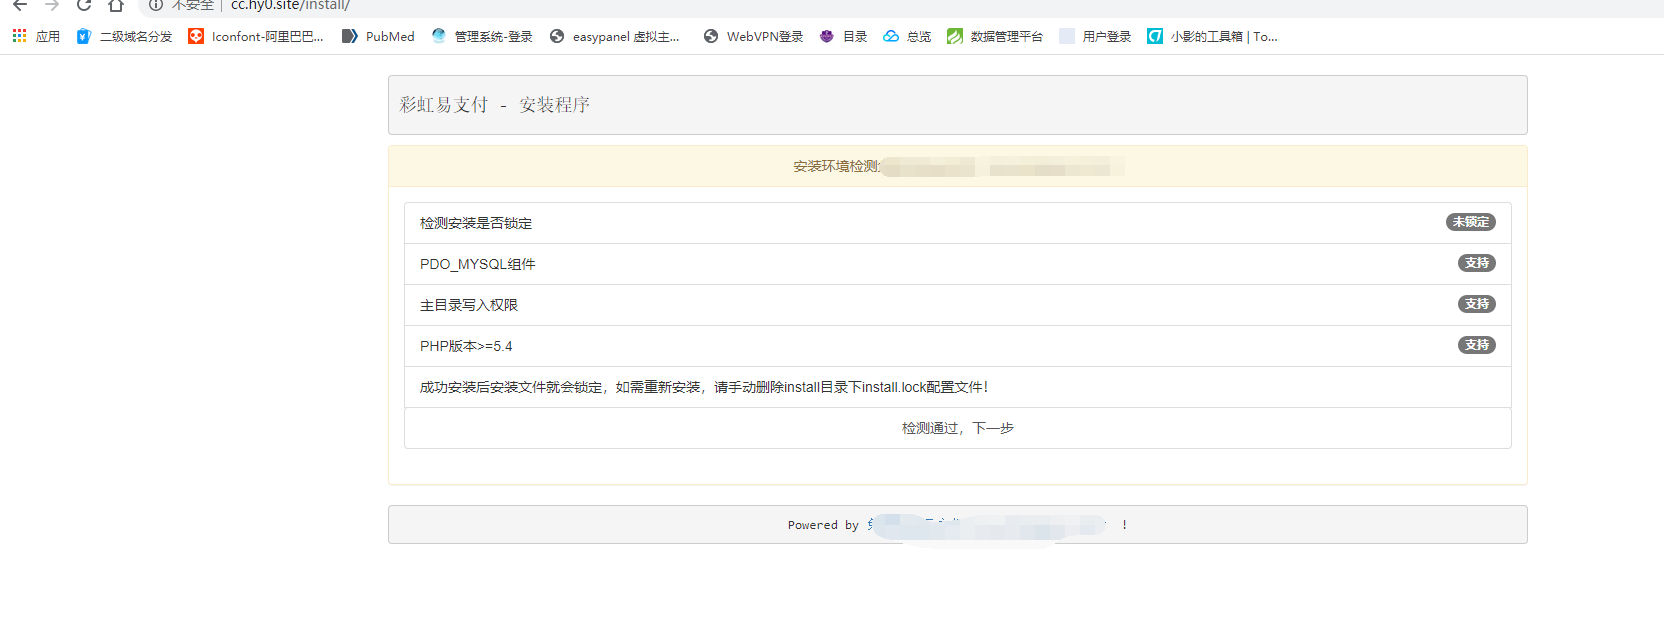 不安全 | cc.hy0.site/install/
应用 二级域名分发 Iconfont-阿里巴巴... PubMed 管理系统-登录 easypanel 虚拟主... WebVPN登录 目录 总览 数据管理平台 用户登录 小影的工具箱 | To...
彩虹易支付 - 安装程序
安装环境检测
检测安装是否锁定 未锁定
PDO_MYSQL组件 支持
主目录写入权限 支持
PHP版本>=5.4 支持
成功安装后安装文件就会锁定，如需重新安装，请手动删除install目录下install.lock配置文件！
检测通过，下一步
Powered by !